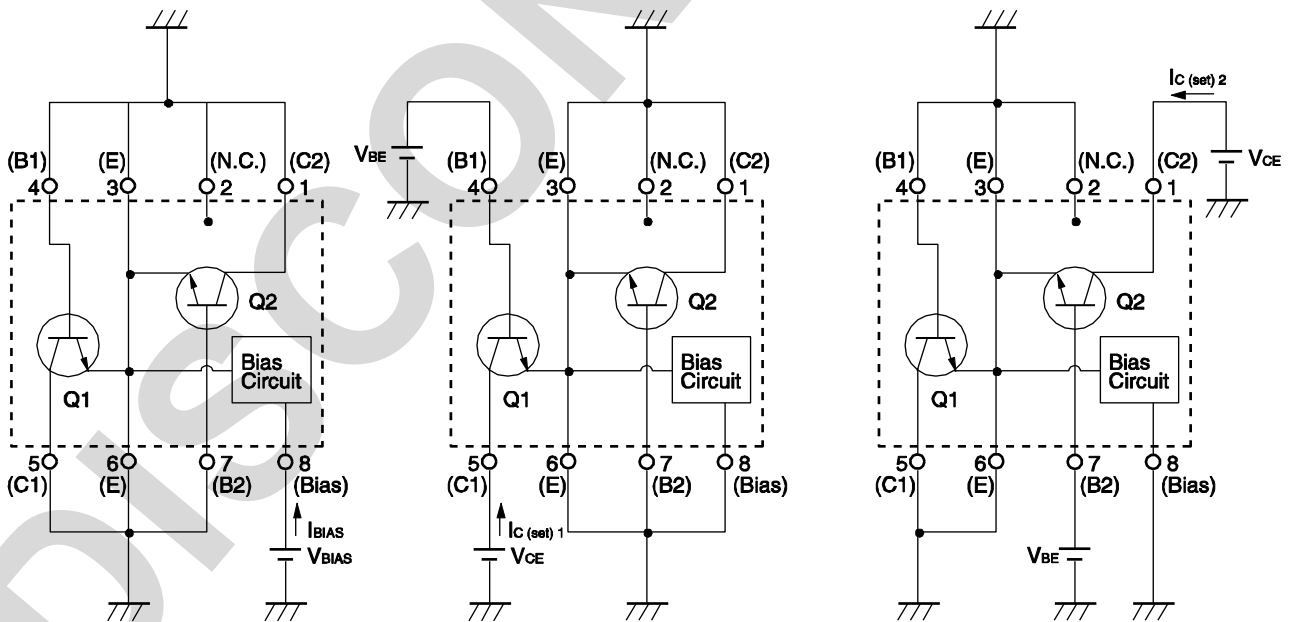 IC (set) 2
VBE
VCE
(B1) (E) (N.C.) (C2)
4 3 2 1
(B1) (E) (N.C.) (C2)
4 3 2 1
(B1) (E) (N.C.) (C2)
4 3 2 1
Q2
Q2
Q2
Bias
Circuit
Bias
Circuit
Bias
Circuit
Q1
Q1
Q1
5 6 7 8
(C1) (E) (B2) (Bias)
5 6 7 8
(C1) (E) (B2) (Bias)
5 6 7 8
(C1) (E) (B2) (Bias)
IBIAS
VBIAS
IC (set) 1
VCE
VBE
DISCON